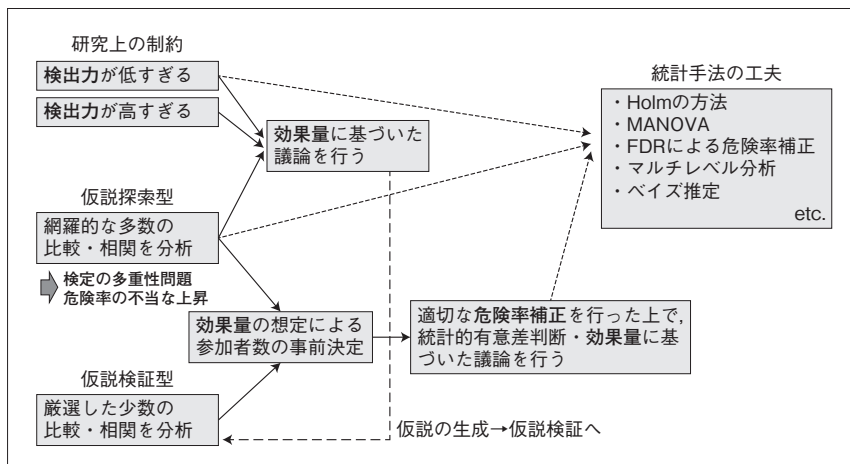 研究上の制約
検出力が低すぎる
検出力が高すぎる
効果量に基づいた
議論を行う
統計手法の工夫
・Holmの方法
・MANOVA
・FDRによる危険率補正
・マルチレベル分析
・ベイズ推定
etc.
仮説探索型
網羅的な多数の
比較・相関を分析
検定の多重性問題
危険率の不当な上昇
効果量の想定による
参加者数の事前決定
適切な危険率補正を行った上で,
統計的有意差判断・効果量に基
づいた議論を行う
仮説検証型
厳選した少数の
比較・相関を分析
仮説の生成→仮説検証へ